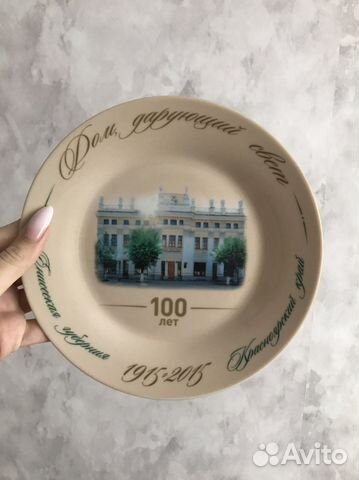 Дом, дарующий свет
100
лет
Енисейская губерния
1915-2015
Красноярский край
Avito